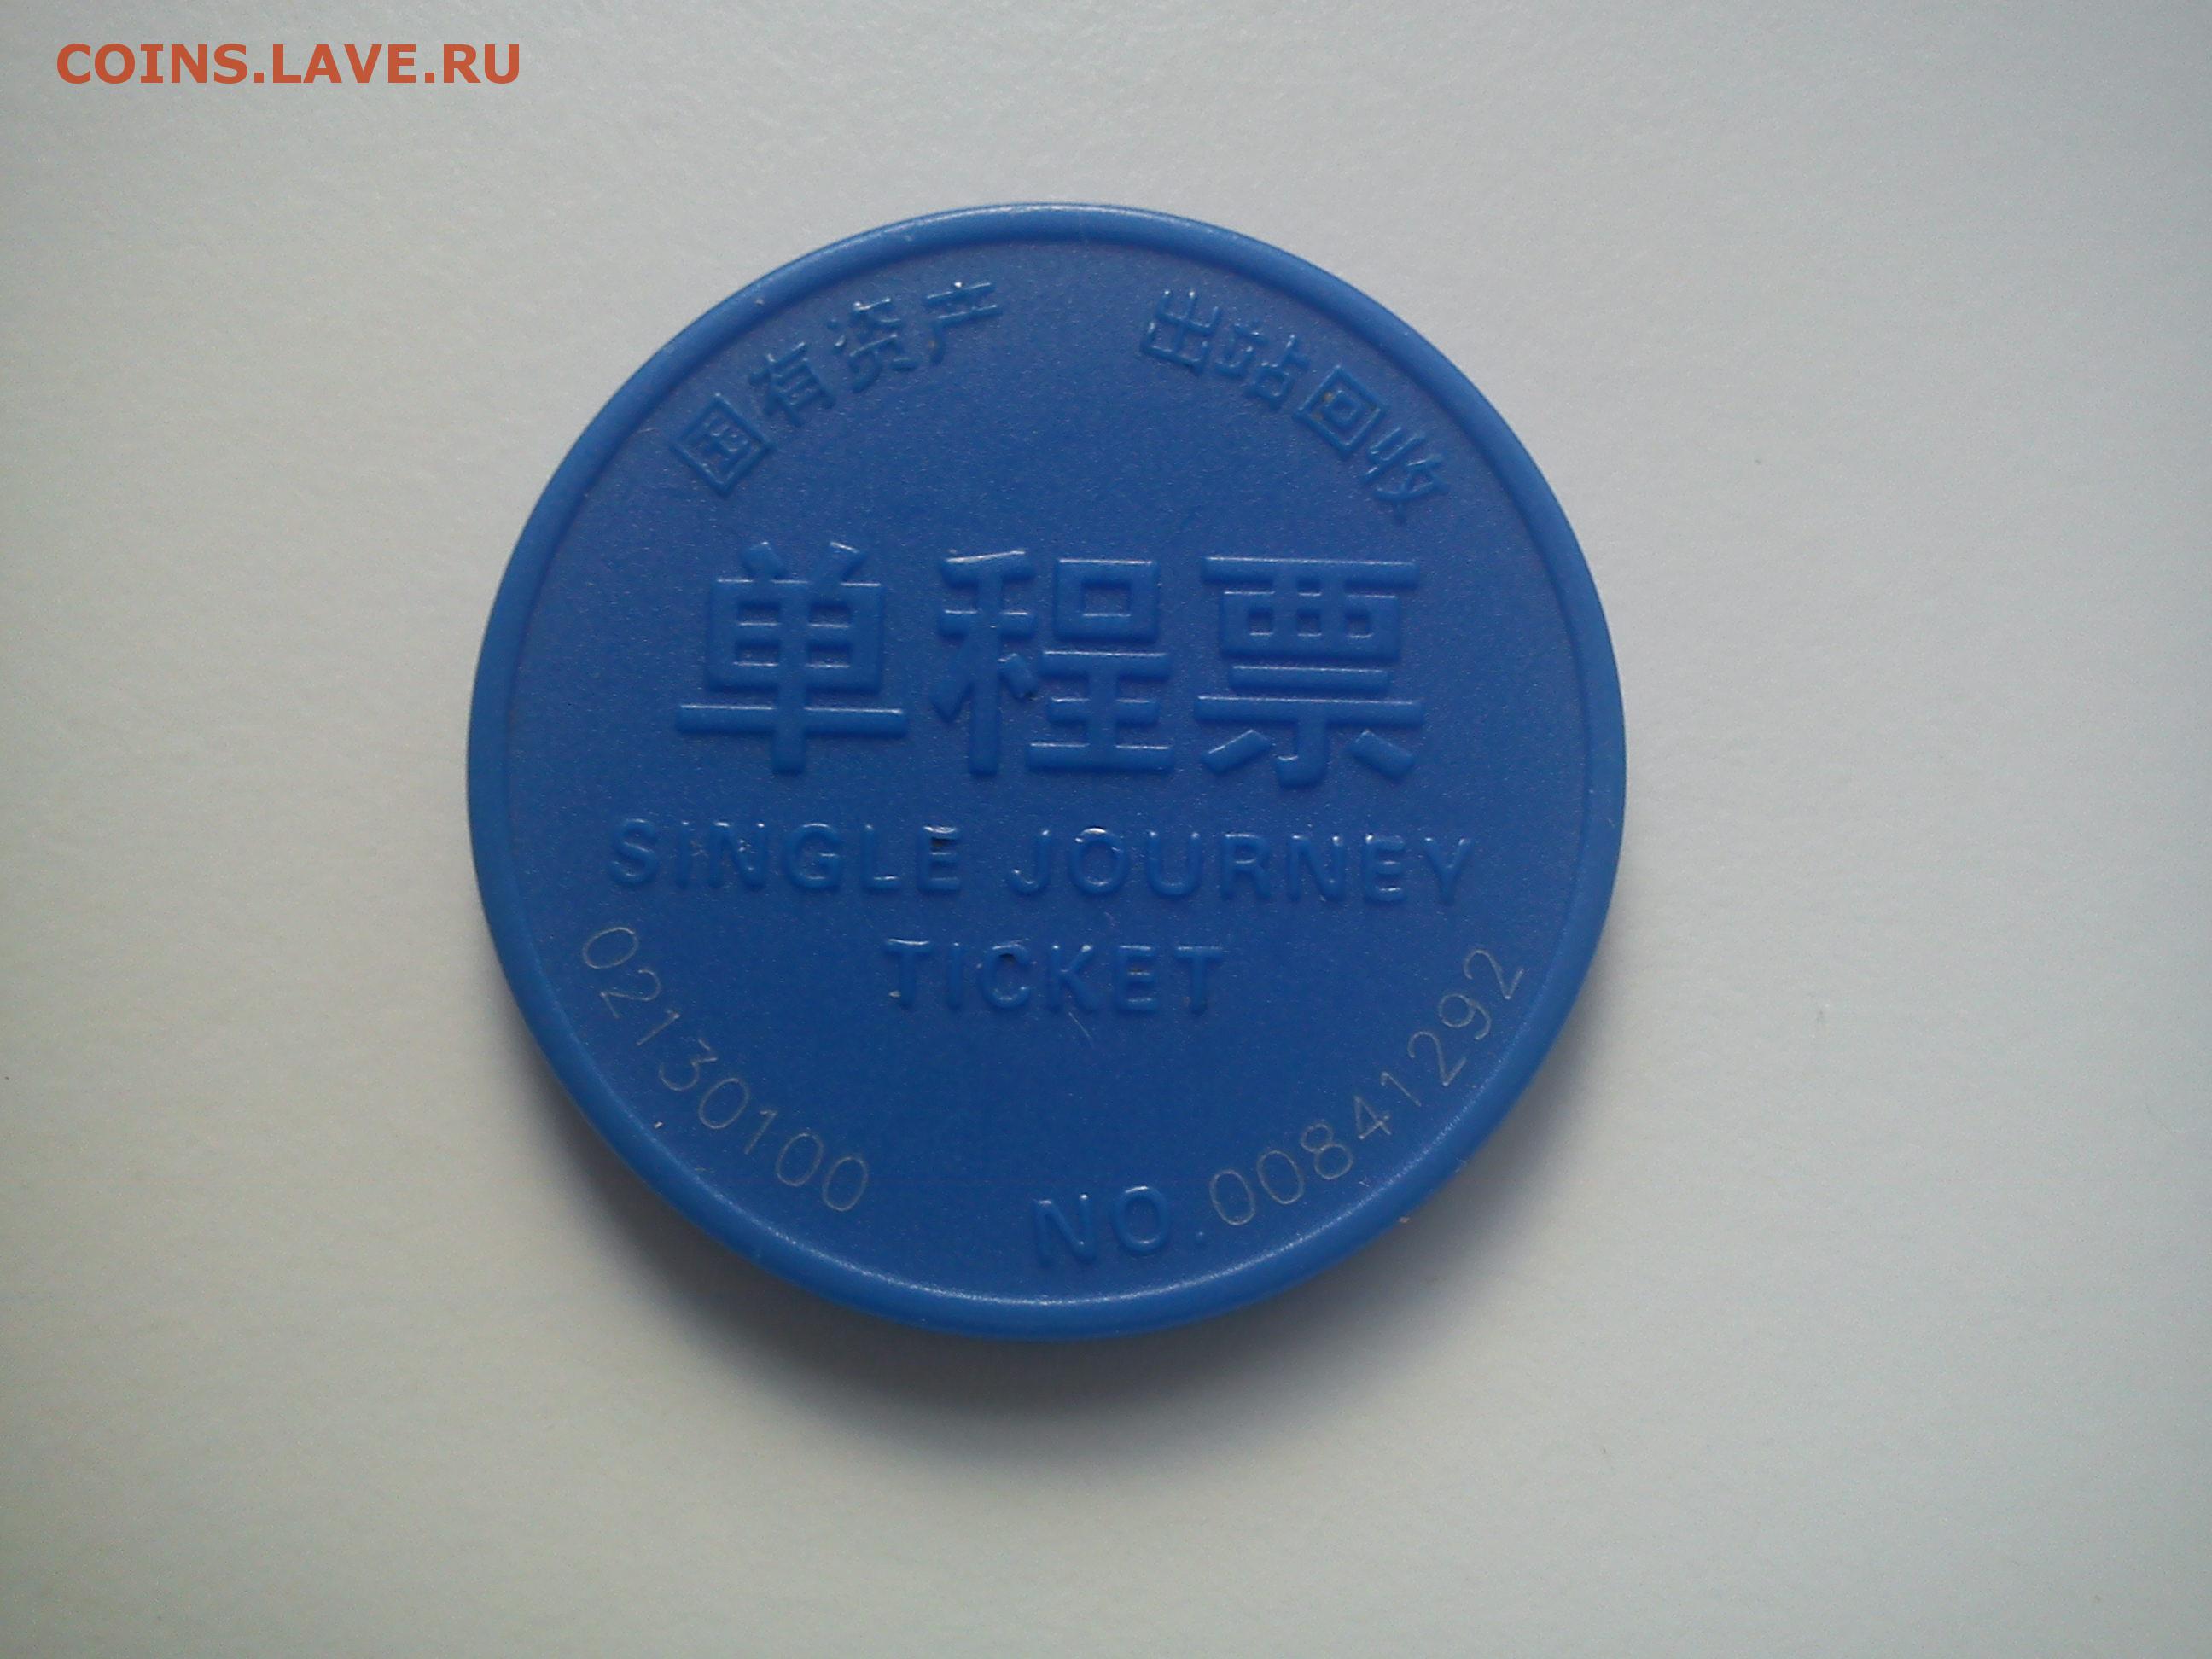 COINS.LAVE.RU
国有资产 出站回收
单程票
SINGLE JOURNEY
TICKET
02130100
NO.00841292